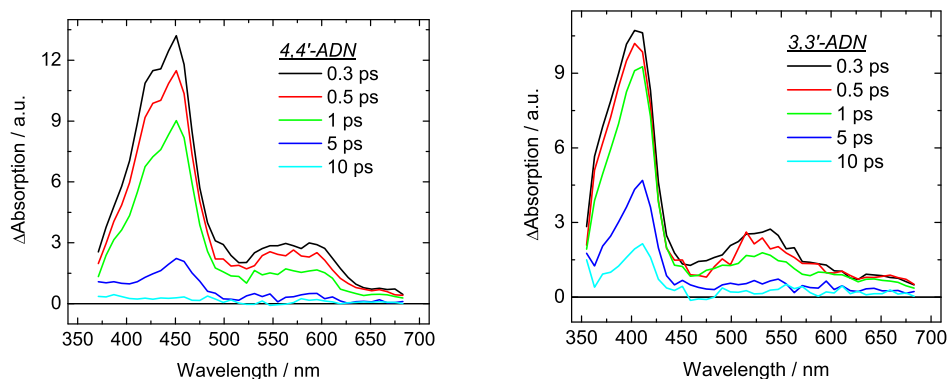 4,4'-ADN
0.3 ps
0.5 ps
1 ps
5 ps
10 ps
12
9
6
3
0
ΔAbsorption / a.u.
350 400 450 500 550 600 650 700
Wavelength / nm
3,3'-ADN
0.3 ps
0.5 ps
1 ps
5 ps
10 ps
9
6
3
0
ΔAbsorption / a.u.
350 400 450 500 550 600 650 700
Wavelength / nm